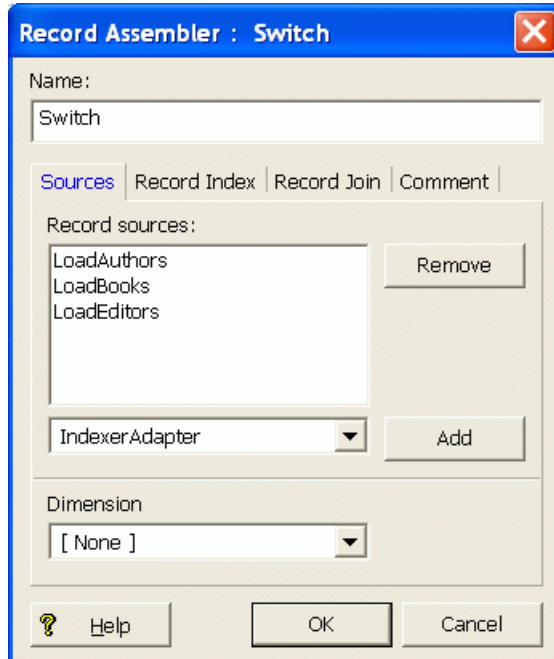 Record Assembler : Switch
Name:
Switch
Sources Record Index Record Join Comment
Record sources:
LoadAuthors
LoadBooks
LoadEditors
Remove
IndexerAdapter
Add
Dimension
[ None ]
? Help OK Cancel